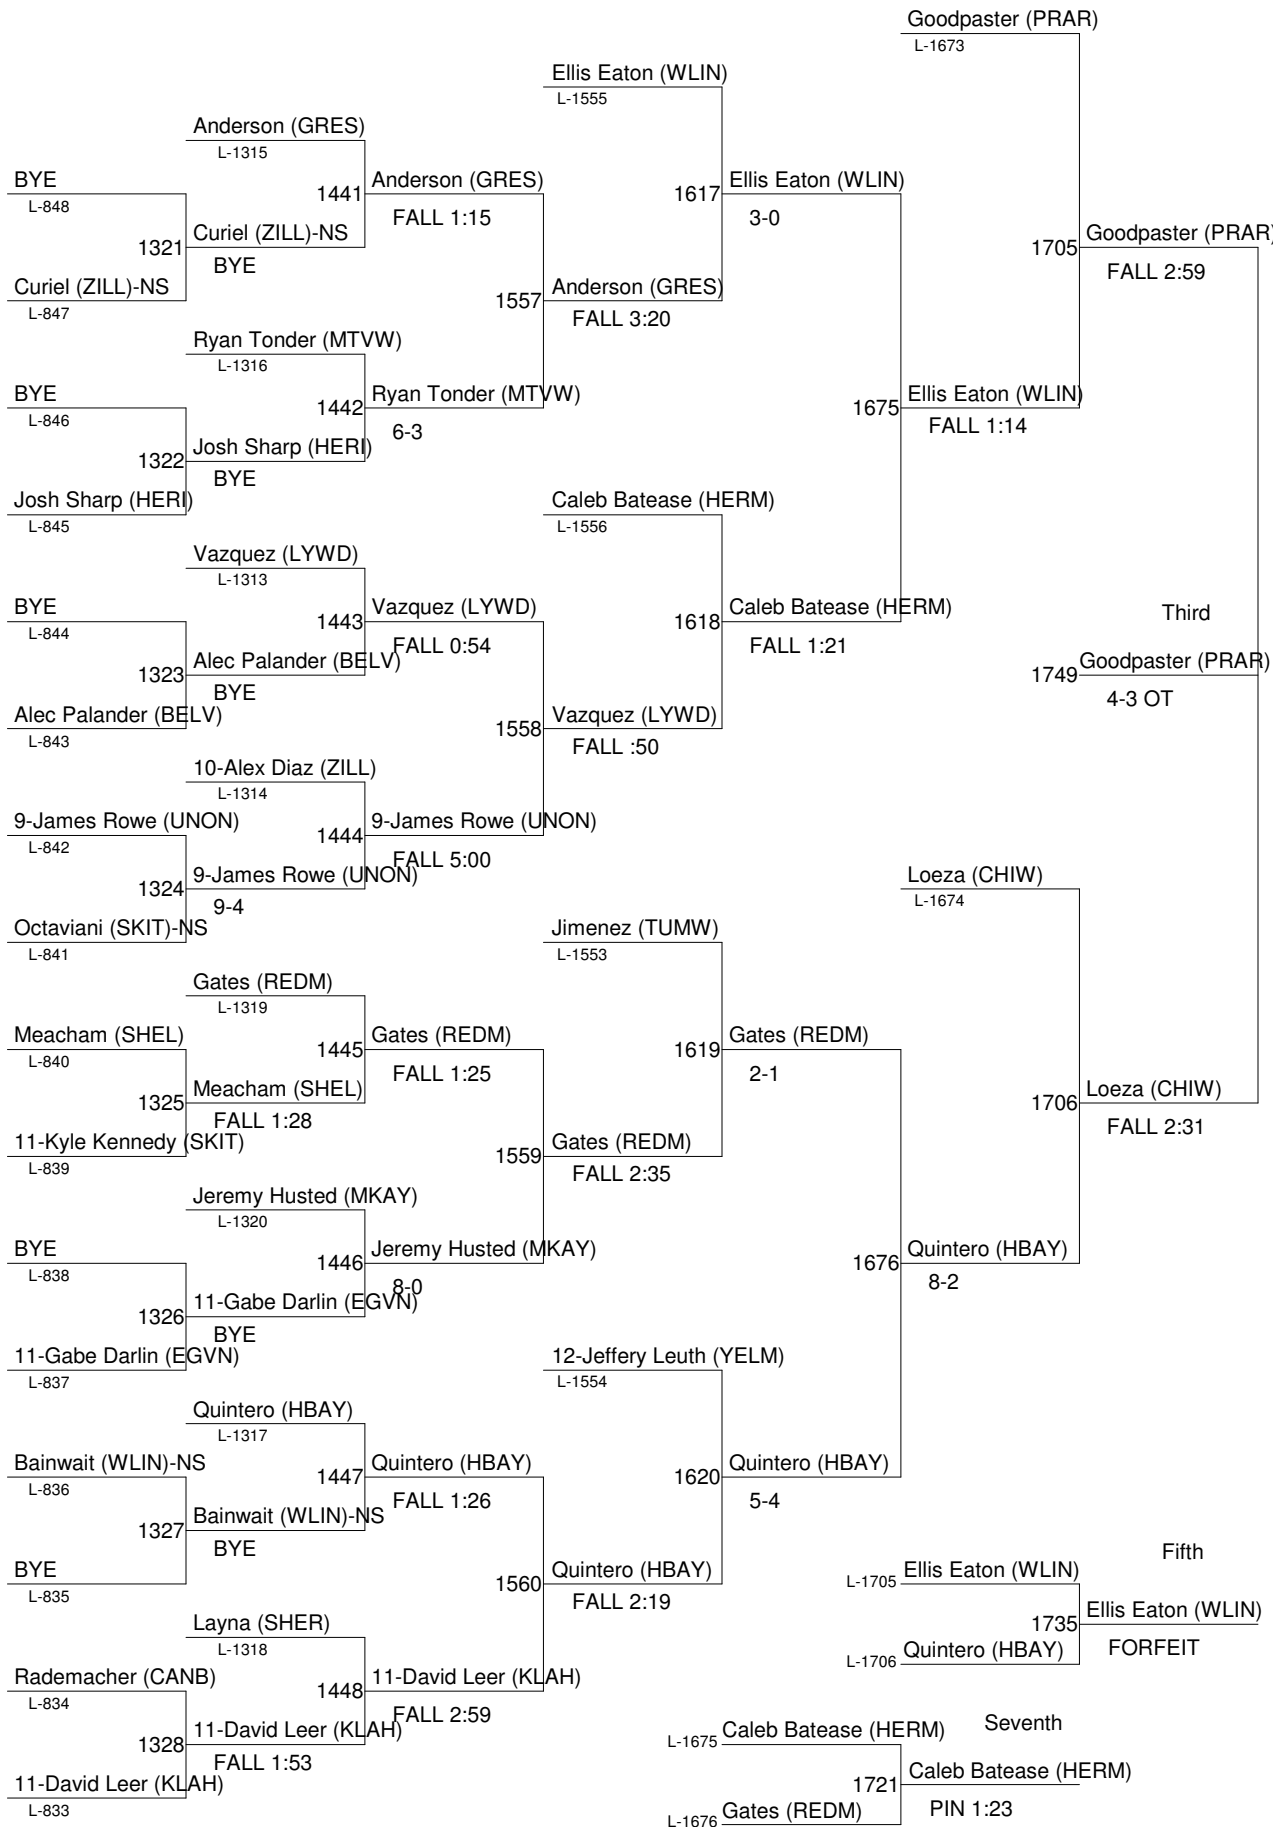 Goodpaster (PRAR)
L-1673
Ellis Eaton (WLIN)
L-1555
Anderson (GRES)
L-1315
BYE
L-848
1441
Anderson (GRES)
FALL 1:15
1617
Ellis Eaton (WLIN)
3-0
1321
Curiel (ZILL)-NS
BYE
1705
Goodpaster (PRAR)
FALL 2:59
Curiel (ZILL)-NS
L-847
1557
Anderson (GRES)
FALL 3:20
Ryan Tonder (MTVW)
L-1316
BYE
L-846
1442
Ryan Tonder (MTVW)
6-3
1675
Ellis Eaton (WLIN)
FALL 1:14
1322
Josh Sharp (HERI)
BYE
Josh Sharp (HERI)
L-845
Caleb Batease (HERM)
L-1556
Vazquez (LYWD)
L-1313
BYE
L-844
1443
Vazquez (LYWD)
FALL 0:54
1618
Caleb Batease (HERM)
FALL 1:21
Third
1323
Alec Palander (BELV)
BYE
1749
Goodpaster (PRAR)
4-3 OT
Alec Palander (BELV)
L-843
1558
Vazquez (LYWD)
FALL :50
10-Alex Diaz (ZILL)
L-1314
9-James Rowe (UNON)
L-842
1444
9-James Rowe (UNON)
FALL 5:00
1324
9-James Rowe (UNON)
9-4
Loeza (CHIW)
L-1674
Octaviani (SKIT)-NS
L-841
Jimenez (TUMW)
L-1553
Gates (REDM)
L-1319
Meacham (SHEL)
L-840
1445
Gates (REDM)
FALL 1:25
1619
Gates (REDM)
2-1
1325
Meacham (SHEL)
FALL 1:28
1706
Loeza (CHIW)
FALL 2:31
11-Kyle Kennedy (SKIT)
L-839
1559
Gates (REDM)
FALL 2:35
Jeremy Husted (MKAY)
L-1320
BYE
L-838
1446
Jeremy Husted (MKAY)
8-0
1676
Quintero (HBAY)
8-2
1326
11-Gabe Darlin (EGVN)
BYE
11-Gabe Darlin (EGVN)
L-837
12-Jeffery Leuth (YELM)
L-1554
Quintero (HBAY)
L-1317
Bainwait (WLIN)-NS
L-836
1447
Quintero (HBAY)
FALL 1:26
1620
Quintero (HBAY)
5-4
1327
Bainwait (WLIN)-NS
BYE
Fifth
BYE
L-835
1560
Quintero (HBAY)
FALL 2:19
L-1705
Ellis Eaton (WLIN)
1735
Ellis Eaton (WLIN)
FORFEIT
Layna (SHER)
L-1318
L-1706
Quintero (HBAY)
Rademacher (CANB)
L-834
1448
11-David Leer (KLAH)
FALL 2:59
1328
11-David Leer (KLAH)
FALL 1:53
L-1675
Caleb Batease (HERM)
Seventh
1721
Caleb Batease (HERM)
PIN 1:23
11-David Leer (KLAH)
L-833
L-1676
Gates (REDM)